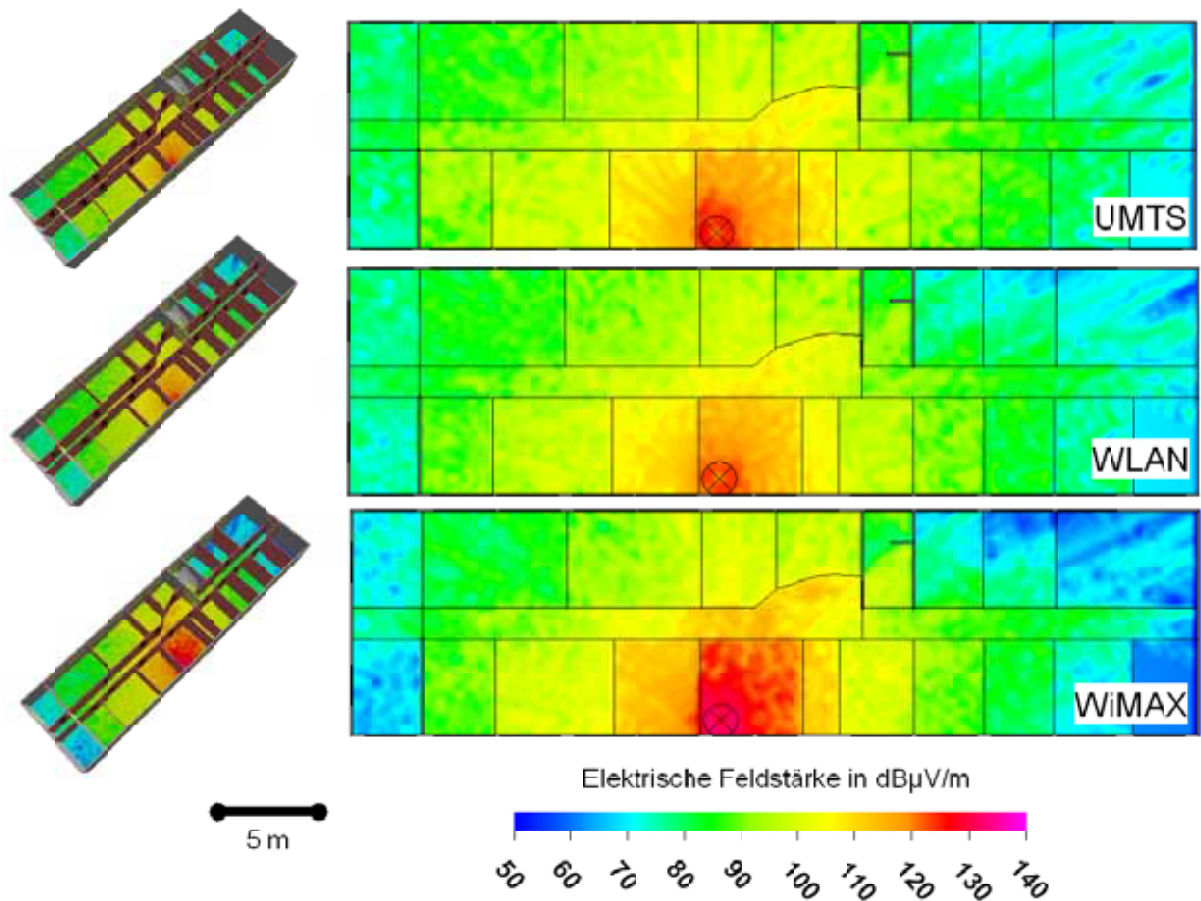 UMTS
WLAN
WiMAX
Elektrische Feldstärke in dBµV/m
5 m
50 60 70 80 90 100 110 120 130 140